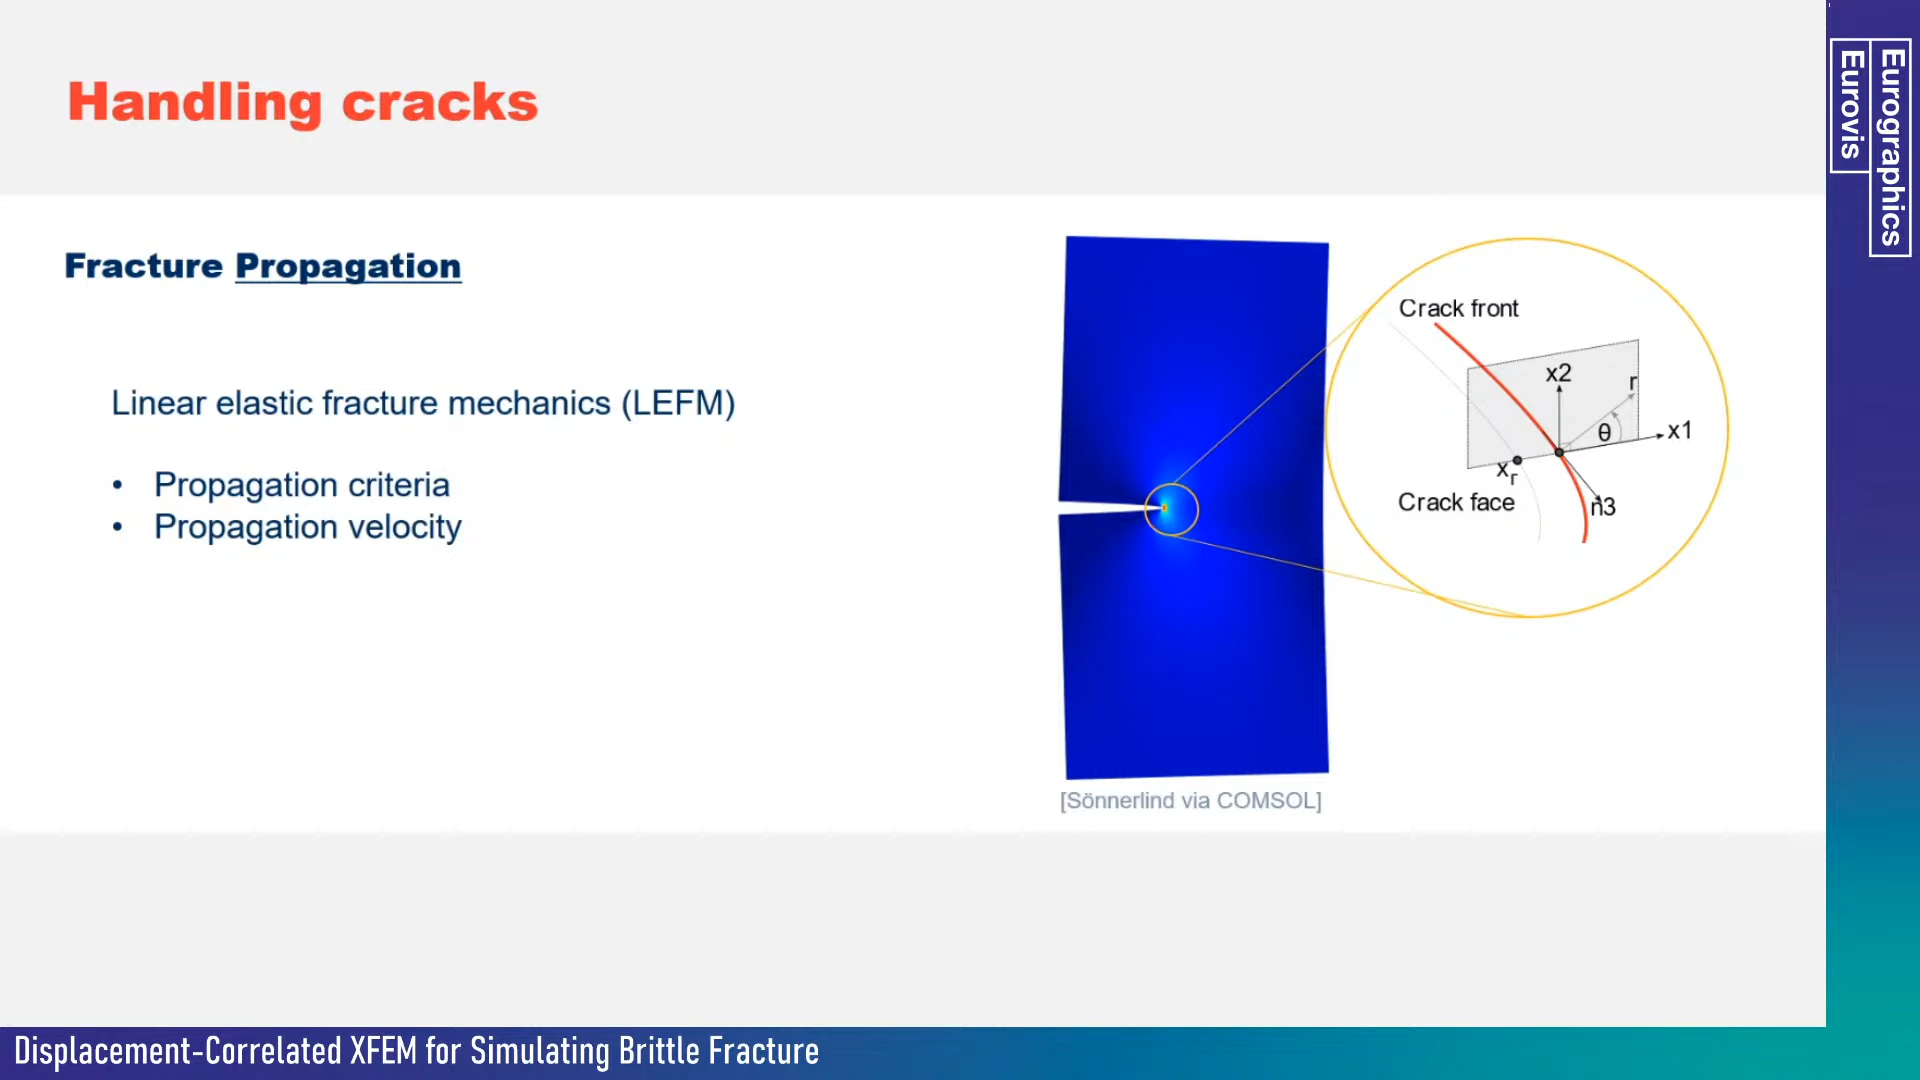 Handling cracks
Fracture Propagation
Linear elastic fracture mechanics (LEFM)
• Propagation criteria
• Propagation velocity
Crack front
x2
r
θ
x1
xΓ
Crack face
n3
[Sönnerlind via COMSOL]
Eurographics
Eurovis
Displacement-Correlated XFEM for Simulating Brittle Fracture